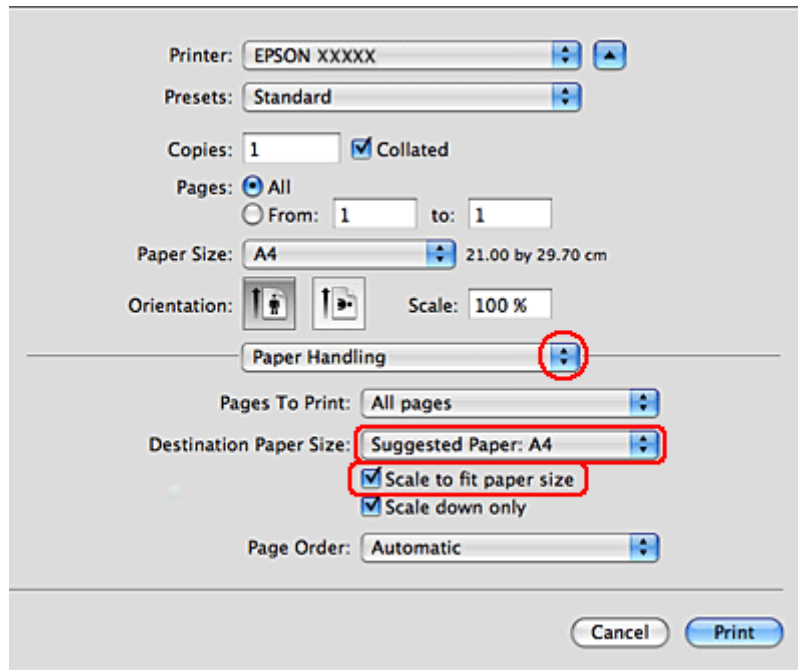 Printer: EPSON XXXXX
Presets: Standard
Copies: 1 Collated
Pages: All
From: 1 to: 1
Paper Size: A4 21.00 by 29.70 cm
Orientation: Scale: 100 %
Paper Handling
Pages To Print: All pages
Destination Paper Size: Suggested Paper: A4
Scale to fit paper size
Scale down only
Page Order: Automatic
Cancel Print